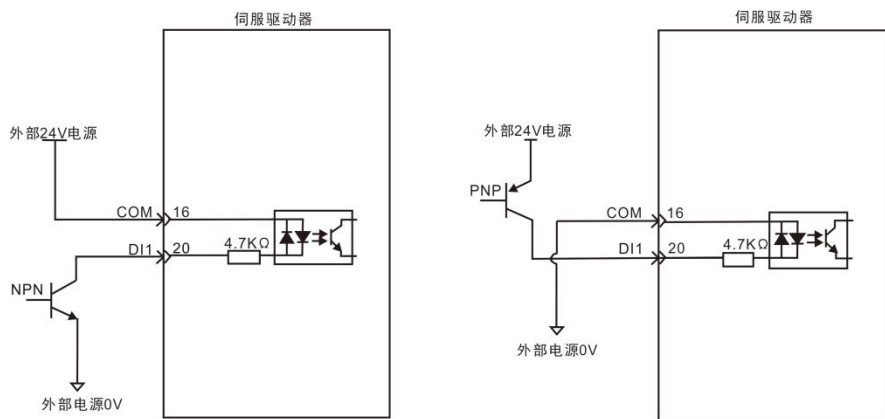 伺服驱动器
外部24V电源
COM
16
4.7KΩ
DI1
20
NPN
外部电源0V
伺服驱动器
外部24V电源
PNP
COM
16
4.7KΩ
DI1
20
外部电源0V